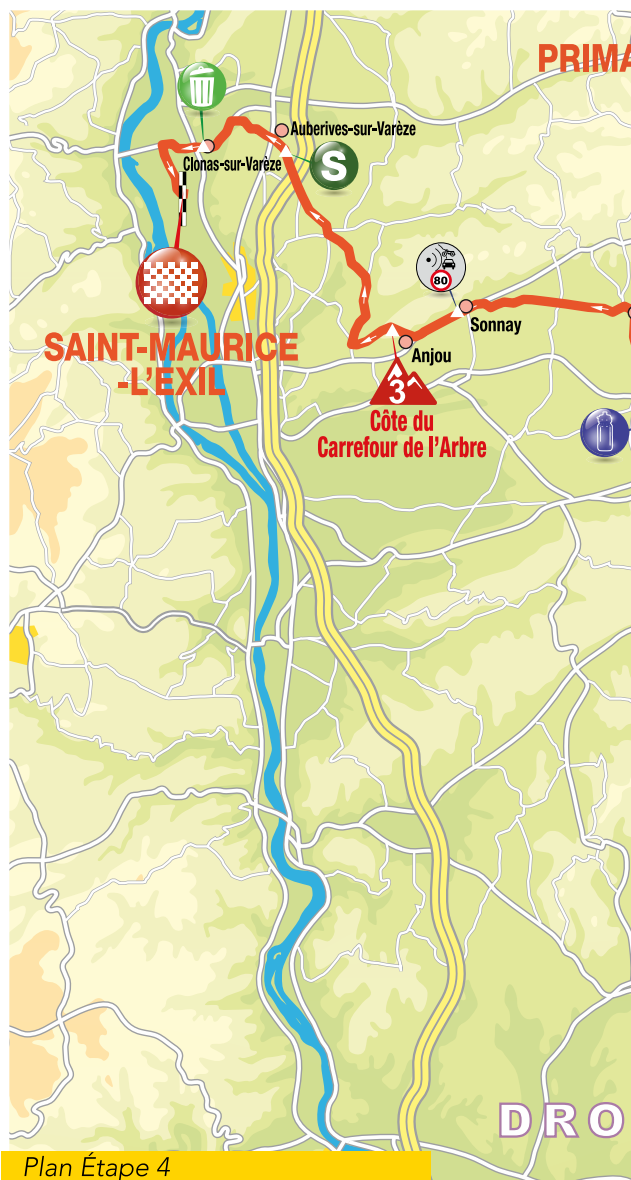 PRIMA
Auberives-sur-Varèze
Clonas-sur-Varèze
S
80
Sonnay
SAINT-MAURICE
-L'EXIL
Anjou
3
Côte du
Carrefour de l'Arbre
DRO
Plan Étape 4